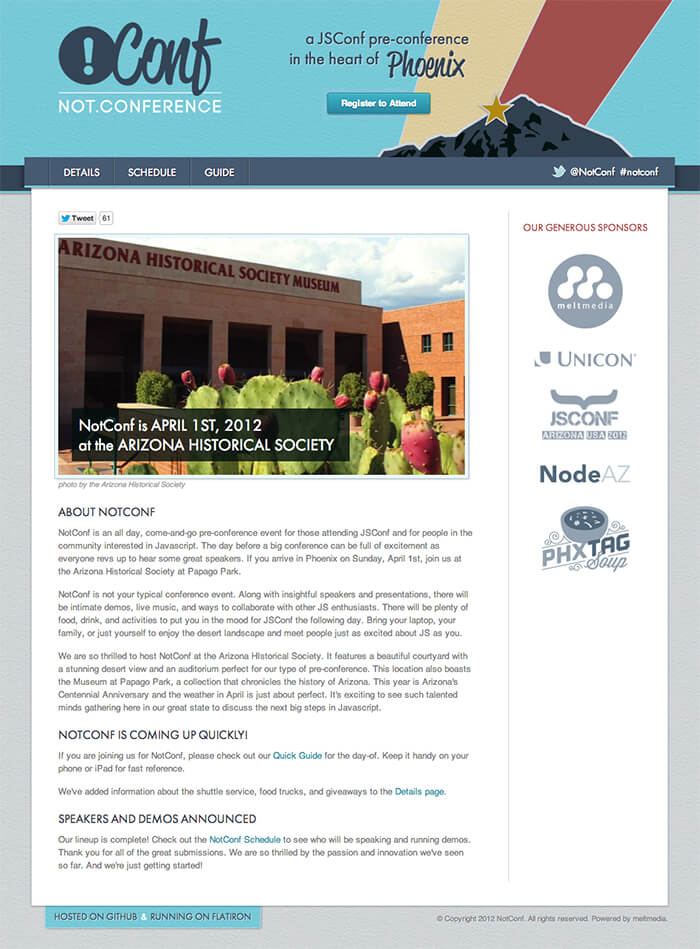 !Conf
NOT.CONFERENCE
a JSConf pre-conference
in the heart of Phoenix
Register to Attend
DETAILS
SCHEDULE
GUIDE
@NotConf #notconf
Tweet
61
ARIZONA HISTORICAL SOCIETY MUSEUM
NotConf is APRIL 1ST, 2012
at the ARIZONA HISTORICAL SOCIETY
photo by the Arizona Historical Society
ABOUT NOTCONF
NotConf is an all day, come-and-go pre-conference event for those attending JSConf and for people in the
community interested in Javascript. The day before a big conference can be full of excitement as
everyone revs up to hear some great speakers. If you arrive in Phoenix on Sunday, April 1st, join us at
the Arizona Historical Society at Papago Park.
NotConf is not your typical conference event. Along with insightful speakers and presentations, there will
be intimate demos, live music, and ways to collaborate with other JS enthusiasts. There will be plenty of
food, drink, and activities to put you in the mood for JSConf the following day. Bring your laptop, your
family, or just yourself to enjoy the desert landscape and meet people just as excited about JS as you.
We are so thrilled to host NotConf at the Arizona HIstorical Society. It features a beautiful courtyard with
a stunning desert view and an auditorium perfect for our type of pre-conference. This location also boasts
the Museum at Papago Park, a collection that chronicles the history of Arizona. This year is Arizona's
Centennial Anniversary and the weather in April is just about perfect. It's exciting to see such talented
minds gathering here in our great state to discuss the next big steps in Javascript.
NOTCONF IS COMING UP QUICKLY!
If you are joining us for NotConf, please check out our Quick Guide for the day-of. Keep it handy on your
phone or iPad for fast reference.
We've added information about the shuttle service, food trucks, and giveaways to the Details page.
SPEAKERS AND DEMOS ANNOUNCED
Our lineup is complete! Check out the NotConf Schedule to see who will be speaking and running demos.
Thank you for all of the great submissions. We are so thrilled by the passion and innovation we've seen
so far. And we're just getting started!
OUR GENEROUS SPONSORS
meltmedia
UNICON
JSCONF
ARIZONA USA 2012
NodeAZ
PHXTAG
Soup
HOSTED ON GITHUB & RUNNING ON FLATIRON
© Copyright 2012 NotConf. All rights reserved. Powered by meltmedia.